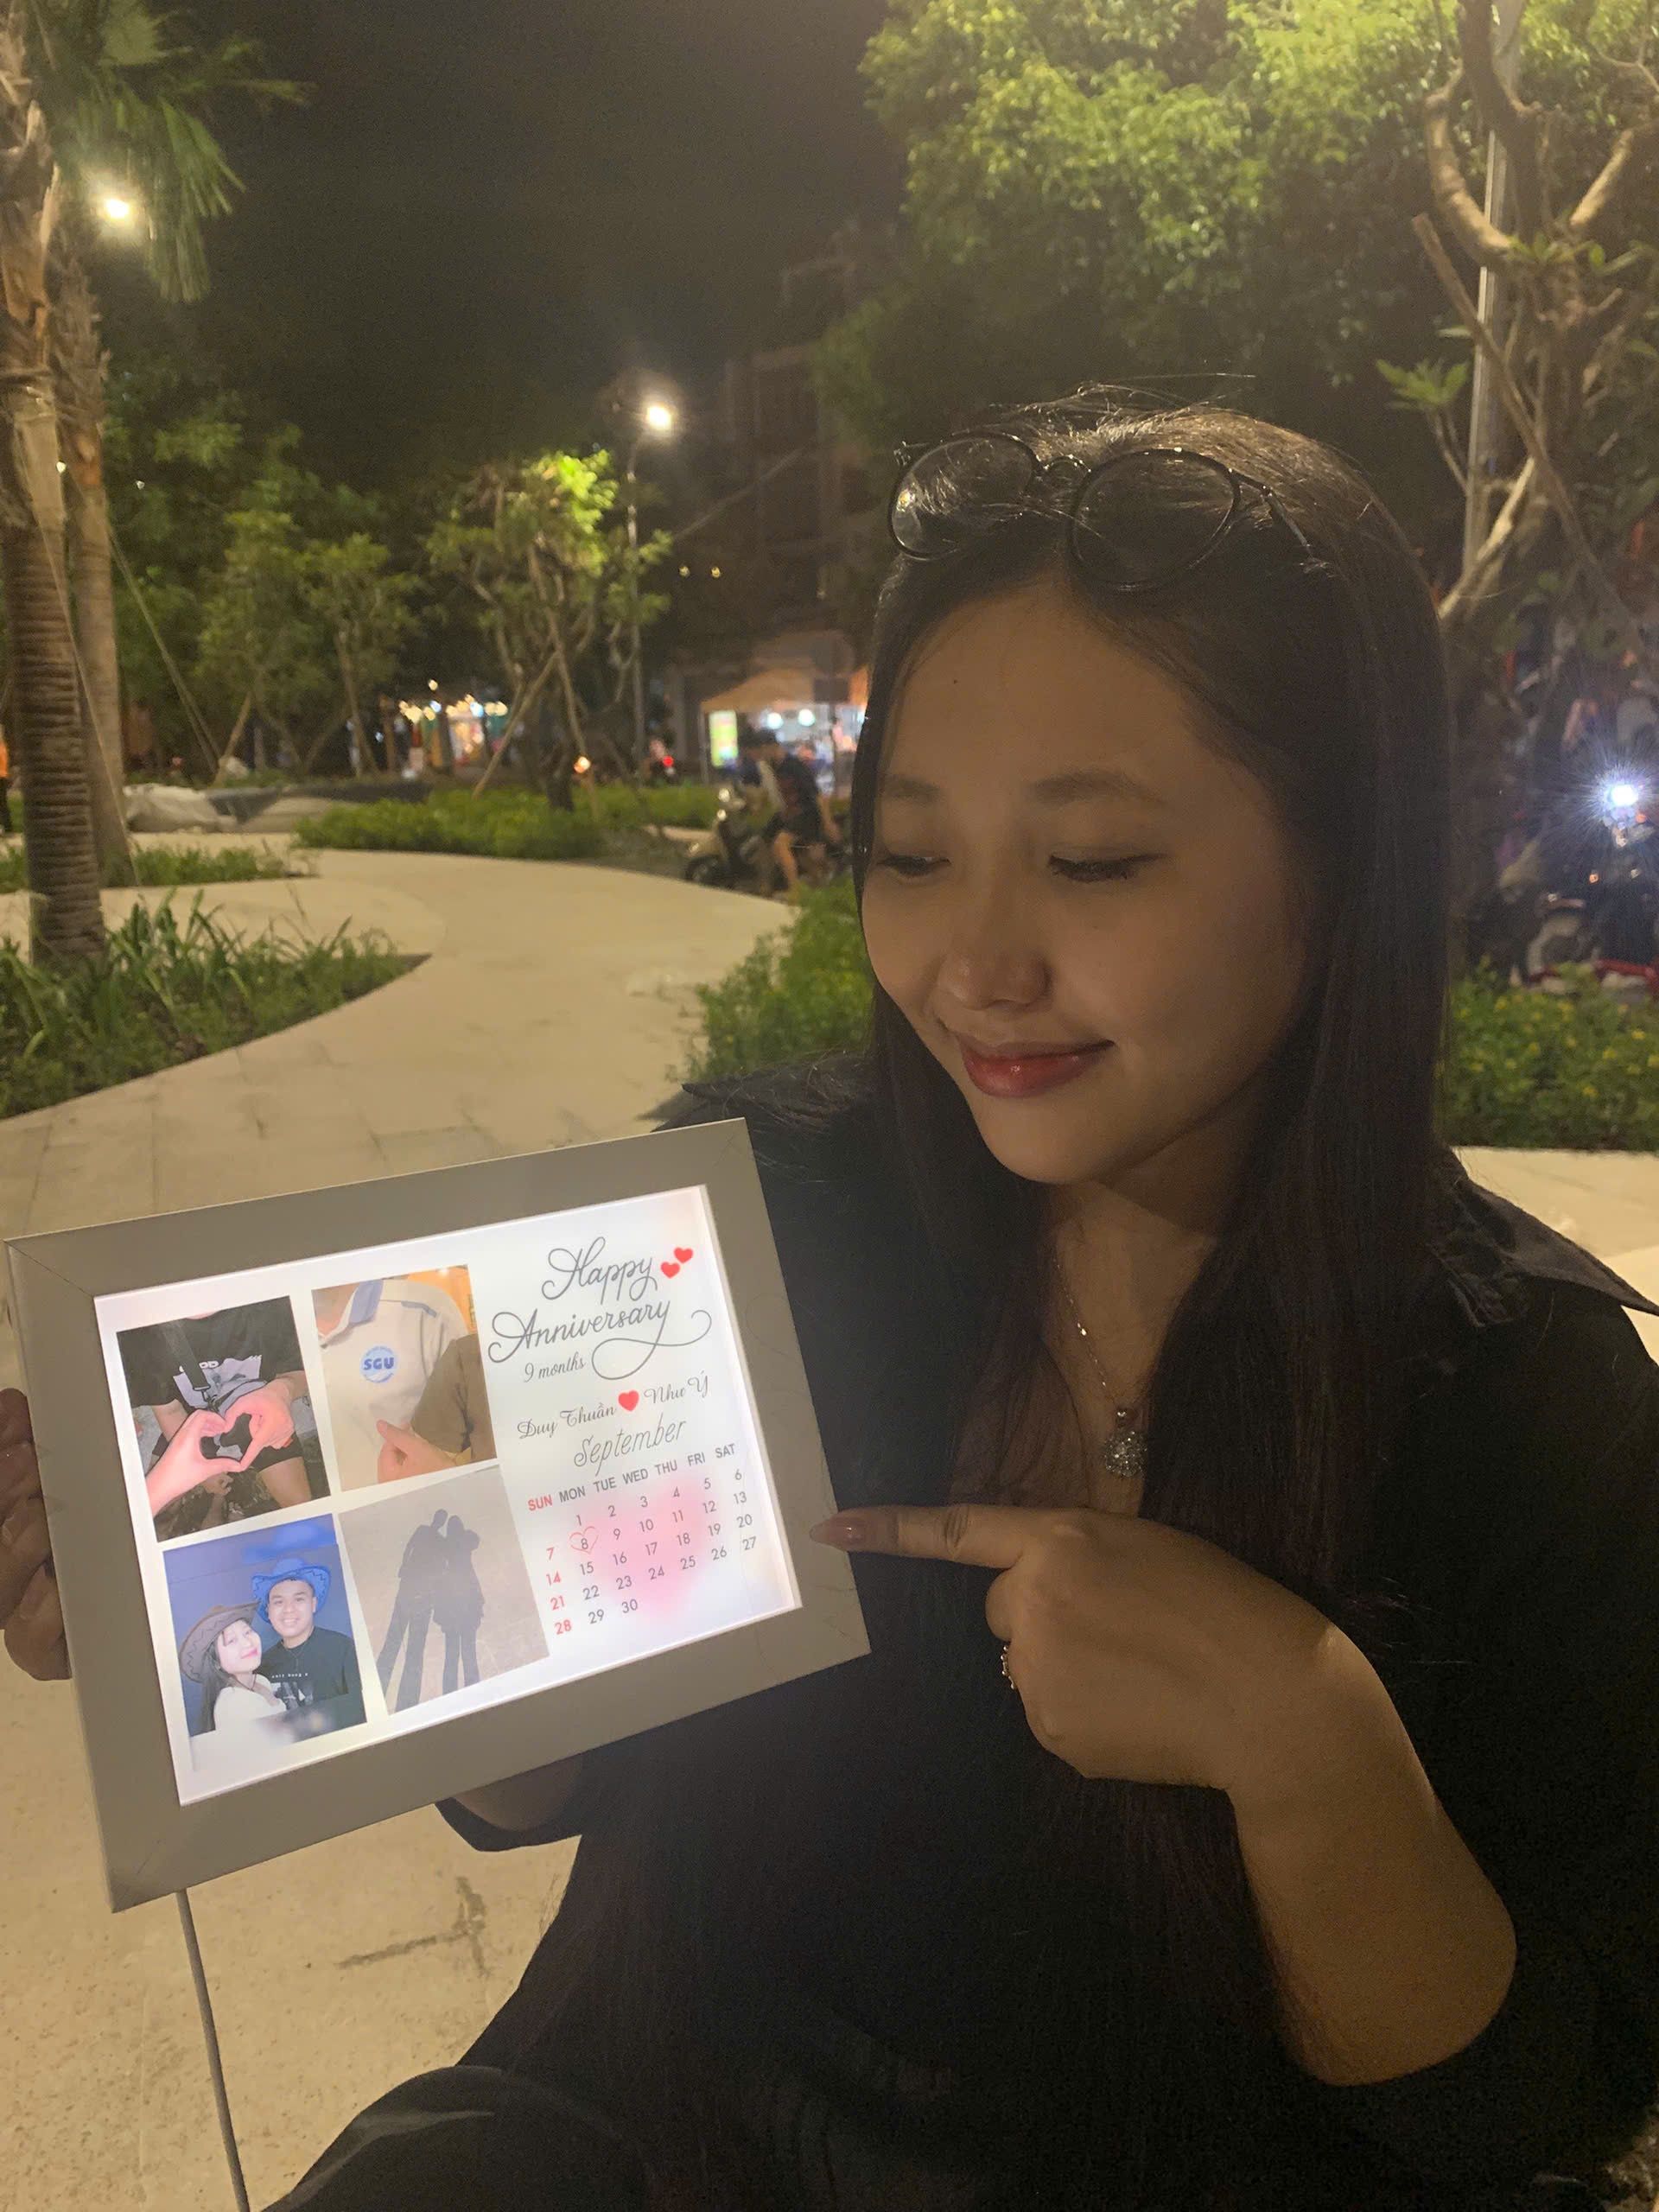 Happy
Anniversary
9 months
Duy Thuần Như Ý
September
SUN MON TUE WED THU FRI SAT
1 2 3 4 5 6
7 8 9 10 11 12 13
14 15 16 17 18 19 20
21 22 23 24 25 26 27
28 29 30
SGU